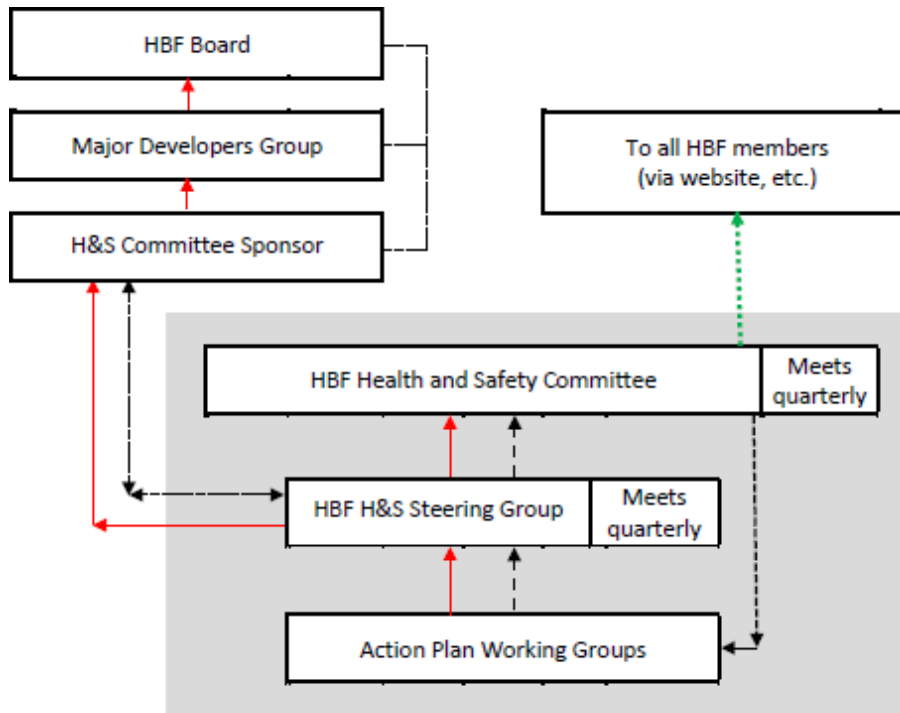 HBF Board
Major Developers Group
To all HBF members
(via website, etc.)
H&S Committee Sponsor
HBF Health and Safety Committee
Meets
quarterly
HBF H&S Steering Group
Meets
quarterly
Action Plan Working Groups